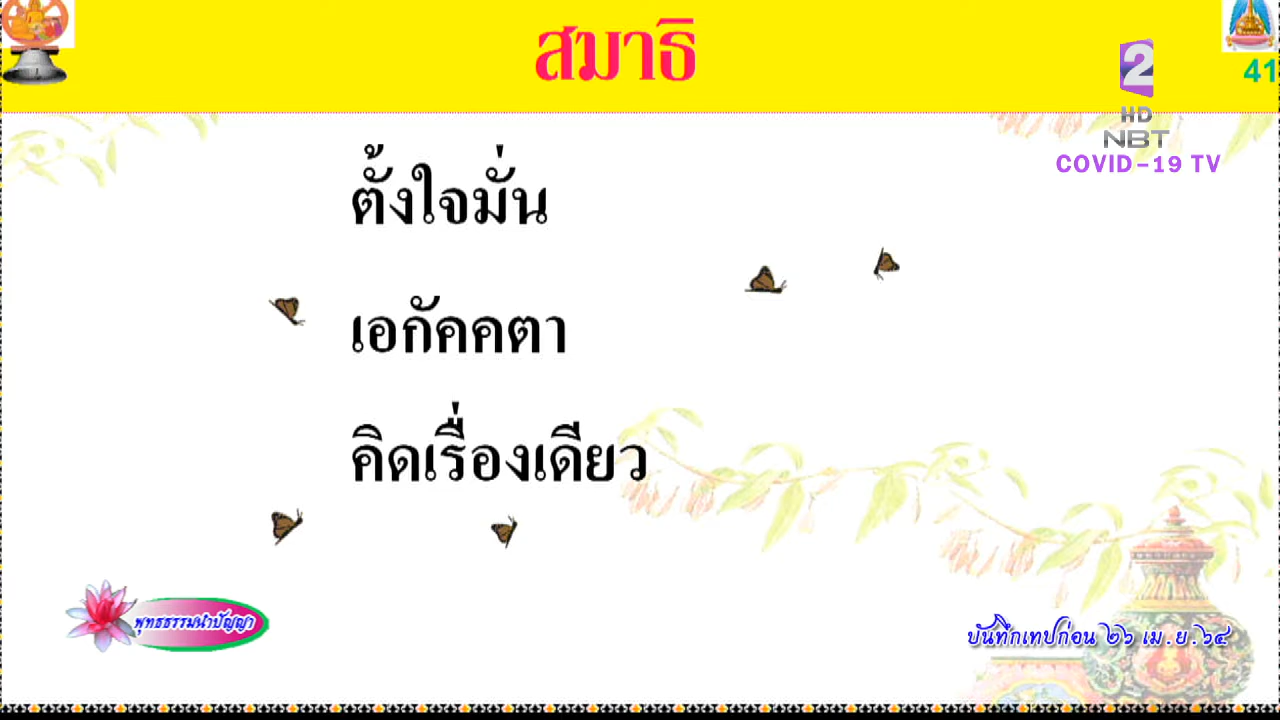 สมาธิ
41
2
HD
NBT
COVID-19 TV
ตั้งใจมั่น
เอกัคคตา
คิดเรื่องเดียว
พุทธธรรมนำปัญญา
บันทึกเทปก่อน ๒๖ เม.ย.๖๔